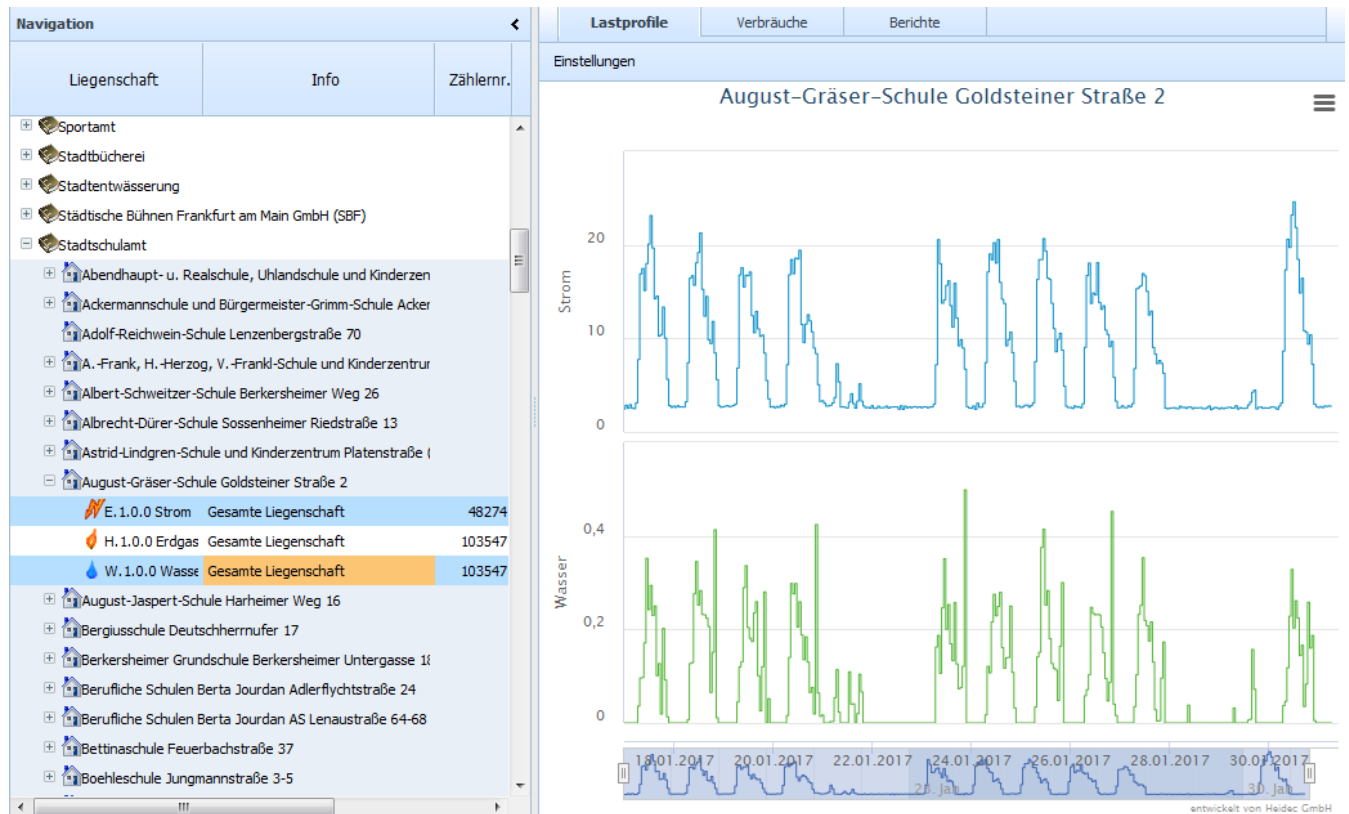 Navigation
Liegenschaft Info Zählernr.
Sportamt
Stadtbücherei
Stadtentwässerung
Städtische Bühnen Frankfurt am Main GmbH (SBF)
Stadtschulamt
Abendhaupt- u. Realschule, Uhlandschule und Kinderzen
Ackermannschule und Bürgermeister-Grimm-Schule Acker
Adolf-Reichwein-Schule Lenzenbergstraße 70
A.-Frank, H.-Herzog, V.-Frankl-Schule und Kinderzentrur
Albert-Schweitzer-Schule Berkersheimer Weg 26
Albrecht-Dürer-Schule Sossenheimer Riedstraße 13
Astrid-Lindgren-Schule und Kinderzentrum Platenstraße (
August-Gräser-Schule Goldsteiner Straße 2
E.1.0.0 Strom Gesamte Liegenschaft 48274
H.1.0.0 Erdgas Gesamte Liegenschaft 103547
W.1.0.0 Wasse Gesamte Liegenschaft 103547
August-Jaspert-Schule Harheimer Weg 16
Bergiusschule Deutschherrnufer 17
Berkersheimer Grundschule Berkersheimer Untergasse 18
Berufliche Schulen Berta Jourdan Adlerflychtstraße 24
Berufliche Schulen Berta Jourdan AS Lenaustraße 64-68
Bettinaschule Feuerbachstraße 37
Boehleschule Jungmannstraße 3-5
Lastprofile Verbräuche Berichte
Einstellungen
August-Gräser-Schule Goldsteiner Straße 2
Strom
20
10
0
Wasser
0,4
0,2
0
18.01.2017 20.01.2017 22.01.2017 24.01.2017 26.01.2017 28.01.2017 30.01.2017
23. Jan 30. Jan
entwickelt von Heidec GmbH